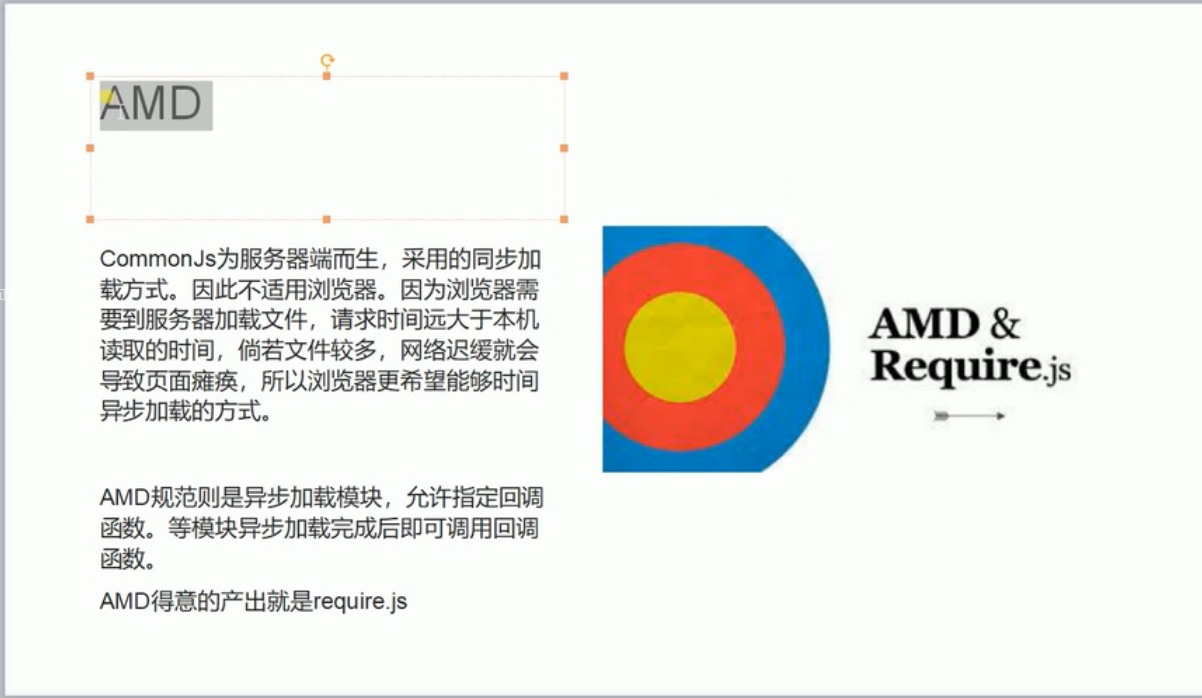 AMD
CommonJs为服务器端而生，采用的同步加
载方式。因此不适用浏览器。因为浏览器需
要到服务器加载文件，请求时间远大于本机
读取的时间，倘若文件较多，网络迟缓就会
导致页面瘫痪，所以浏览器更希望能够时间
异步加载的方式。
AMD规范则是异步加载模块，允许指定回调
函数。等模块异步加载完成后即可调用回调
函数。
AMD得意的产出就是require.js
AMD &
Require.js